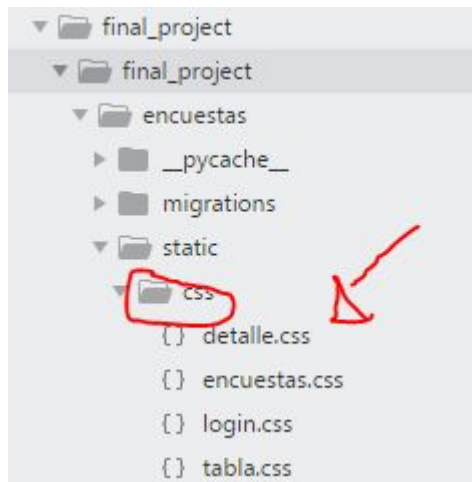 final_project
final_project
encuestas
__pycache__
migrations
static
css
{} detalle.css
{} encuestas.css
{} login.css
{} tabla.css